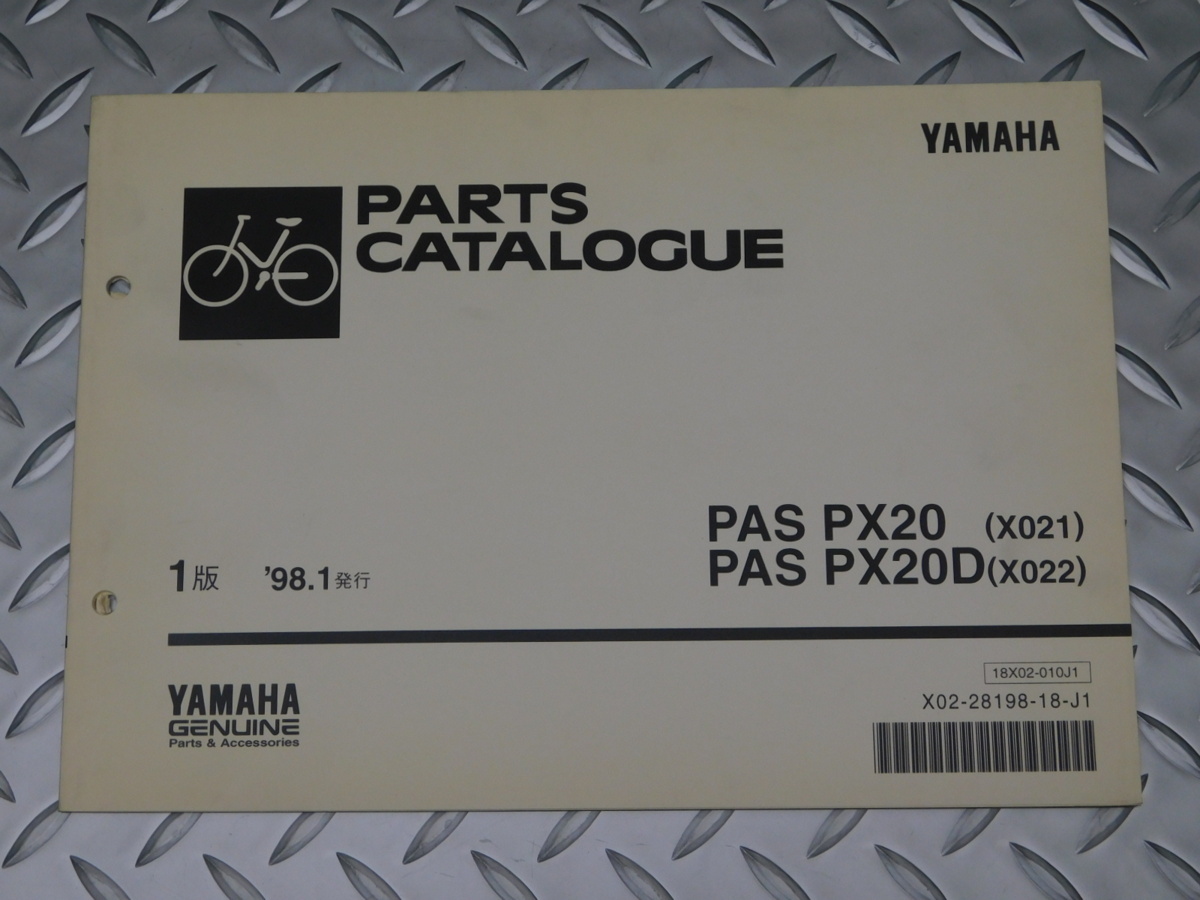 YAMAHA
PARTS
CATALOGUE
PAS PX20 (X021)
PAS PX20D(X022)
1版 '98.1発行
18X02-010J1
X02-28198-18-J1
YAMAHA
GENUINE
Parts & Accessories